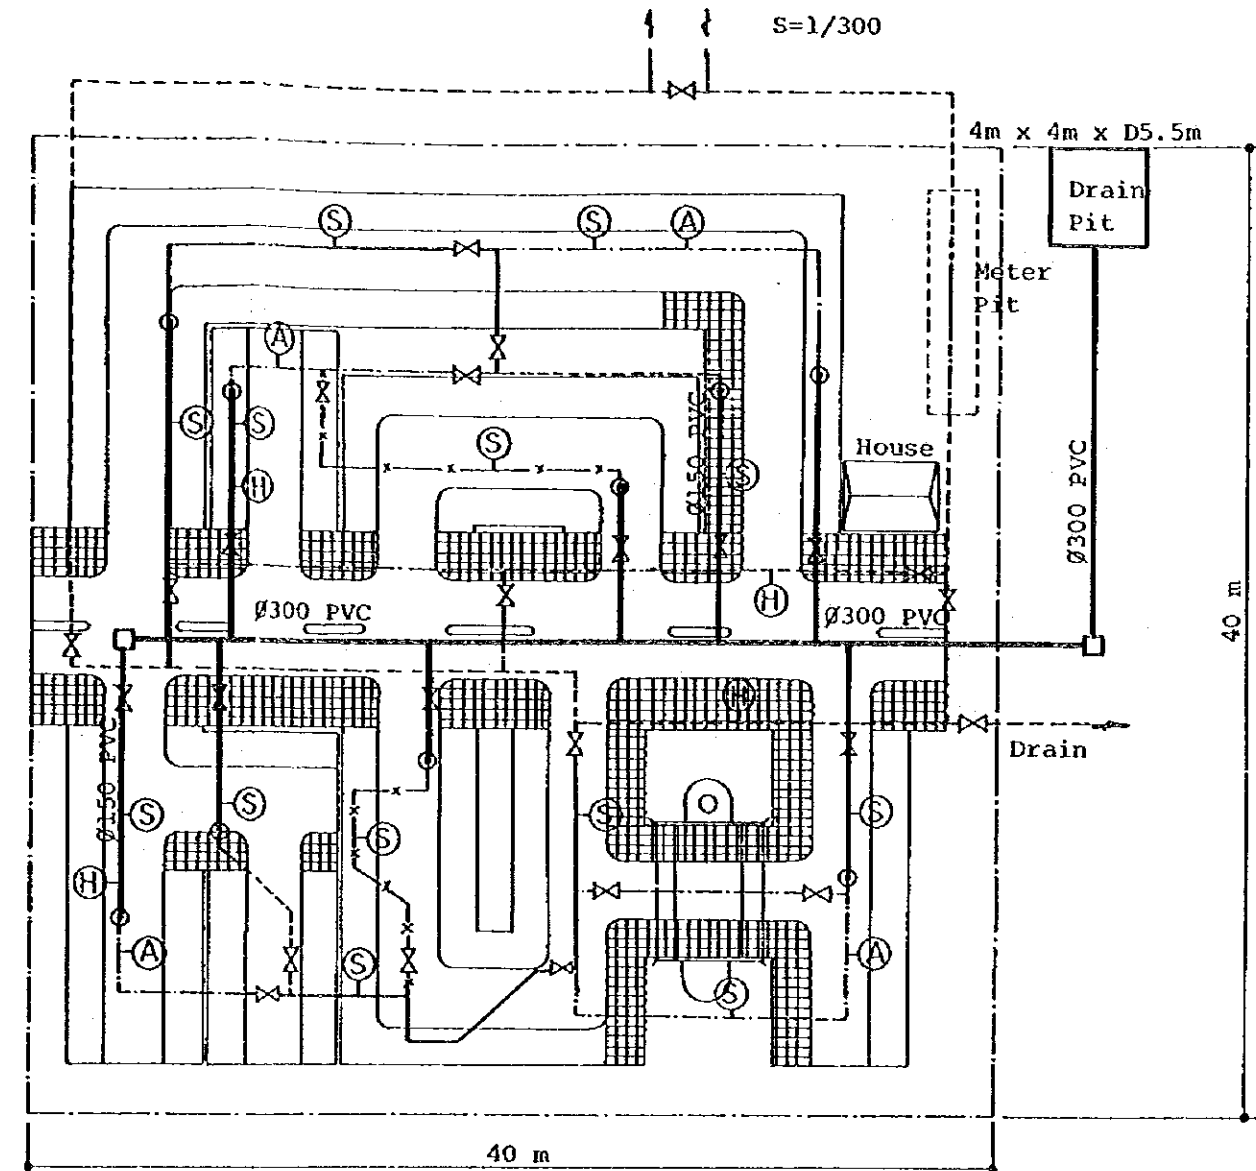 S=1/300
4m x 4m x D5.5m
Drain
Pit
S
S
A
Meter
Pit
A
S
S
S
Ø150 PVC
S
H
House
Ø300 PVC
H
Ø300 PVC
Ø300 PVC
40 m
H
Drain
Ø150 PVC
S
S
S
S
S
H
A
S
A
S
40 m